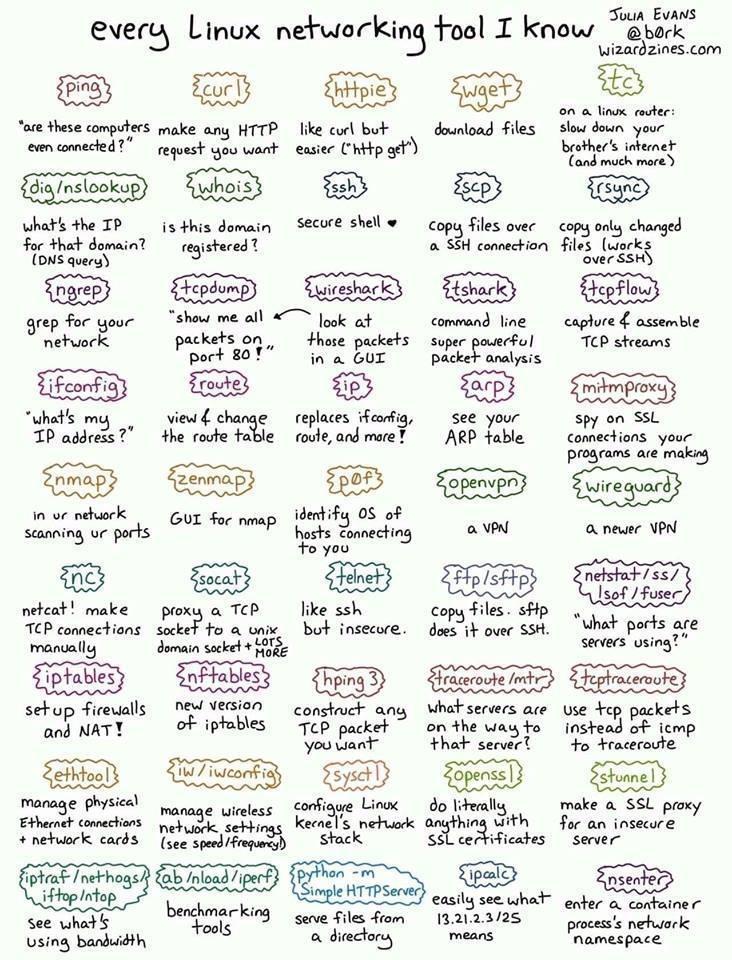 every Linux networking tool I know
JULIA EVANS
@b0rk
wizardzines.com
ping
"are these computers
even connected?"
curl
make any HTTP
request you want
httpie
like curl but
easier ("http get")
wget
download files
tc
on a linux router:
slow down your
brother's internet
(and much more)
dig/nslookup
what's the IP
for that domain?
(DNS query)
whois
is this domain
registered?
ssh
secure shell ♥
scp
copy files over
a SSH connection
rsync
copy only changed
files (works
over SSH)
ngrep
grep for your
network
tcpdump
"show me all
packets on
port 80!"
wireshark
look at
those packets
in a GUI
tshark
command line
super powerful
packet analysis
tcpflow
capture & assemble
TCP streams
ifconfig
"what's my
IP address?"
route
view & change
the route table
ip
replaces ifconfig,
route, and more!
arp
see your
ARP table
mitmproxy
spy on SSL
connections your
programs are making
nmap
in ur network
scanning ur ports
zenmap
GUI for nmap
p0f
identify OS of
hosts connecting
to you
openvpn
a VPN
wireguard
a newer VPN
nc
netcat! make
TCP connections
manually
socat
proxy a TCP
socket to a unix
domain socket + LOTS
MORE
telnet
like ssh
but insecure.
ftp/sftp
copy files. sftp
does it over SSH.
netstat/ss/
lsof/fuser
"what ports are
servers using?"
iptables
set up firewalls
and NAT!
nftables
new version
of iptables
hping3
construct any
TCP packet
you want
traceroute/mtr
what servers are
on the way to
that server?
tcptraceroute
use tcp packets
instead of icmp
to traceroute
ethtool
manage physical
Ethernet connections
+ network cards
iw/iwconfig
manage wireless
network settings
(see speed/frequency!)
sysctl
configure Linux
kernel's network
stack
openssl
do literally
anything with
SSL certificates
stunnel
make a SSL proxy
for an insecure
server
iptraf/nethogs/
iftop/ntop
see what's
using bandwidth
ab/nload/iperf
benchmarking
tools
python -m
SimpleHTTPServer
serve files from
a directory
ipcalc
easily see what
13.21.2.3/25
means
nsenter
enter a container
process's network
namespace